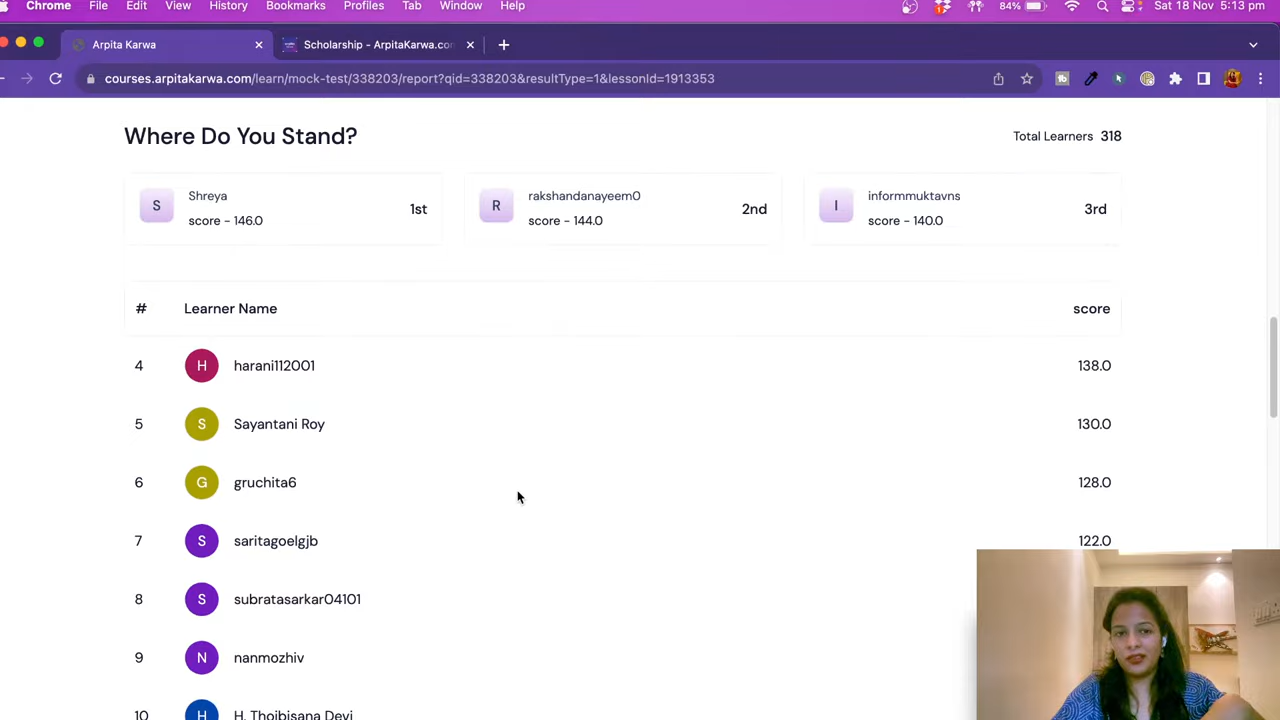 Chrome File Edit View History Bookmarks Profiles Tab Window Help 84% Sat 18 Nov 5:13 pm
Arpita Karwa Scholarship - ArpitaKarwa.co
courses.arpitakarwa.com/learn/mock-test/338203/report?qid=338203&resultType=1&lessonId=1913353
Where Do You Stand? Total Learners 318
S Shreya score - 146.0 1st
R rakshandanayeem0 score - 144.0 2nd
I informmuktavns score - 140.0 3rd
# Learner Name score
4 H harani112001 138.0
5 S Sayantani Roy 130.0
6 G gruchita6 128.0
7 S saritagoelgjb 122.0
8 S subratasarkar04101
9 N nanmozhiv
10 H H. Thoibisana Devi